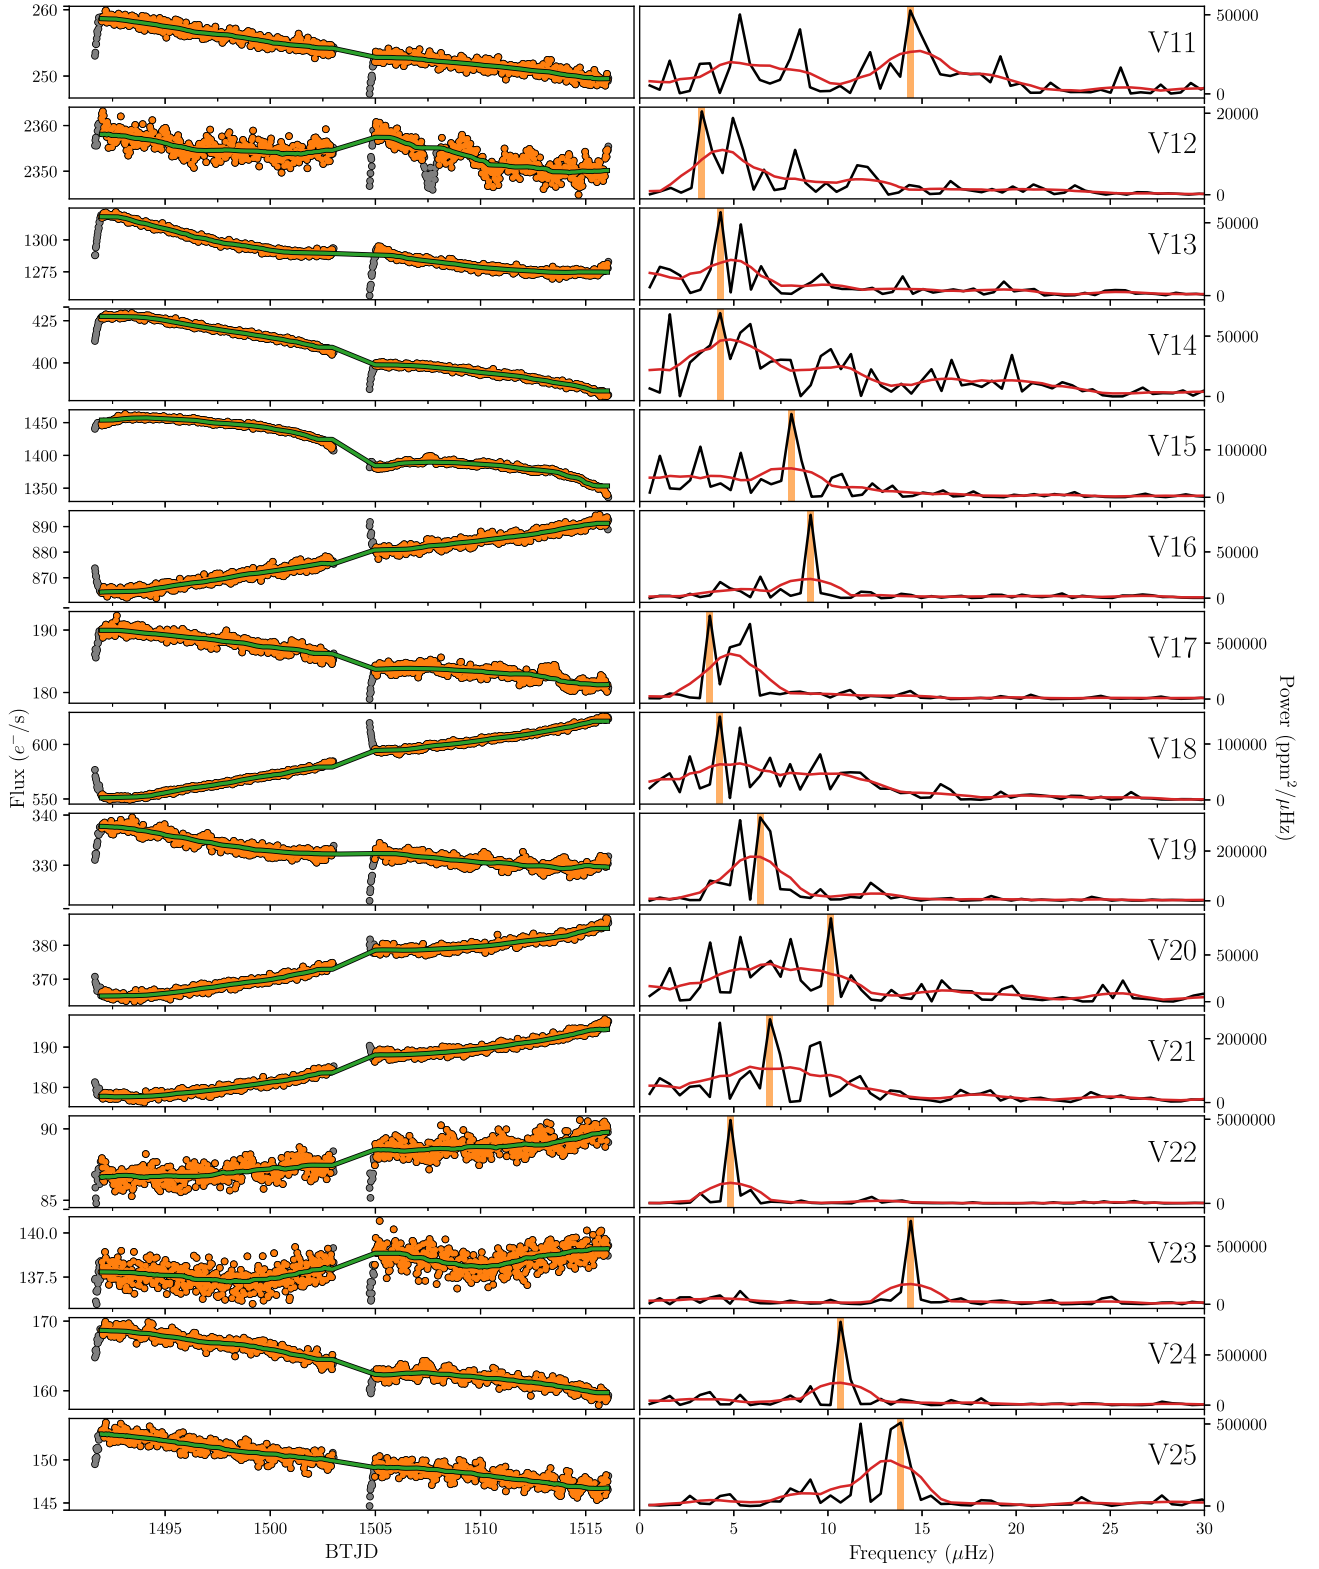 260
250
50000
0
V11
2360
2350
20000
0
V12
1300
1275
50000
0
V13
425
400
50000
0
V14
1450
1400
1350
100000
0
V15
890
880
870
50000
0
V16
190
180
500000
0
V17
600
550
100000
0
V18
340
330
200000
0
V19
380
370
50000
0
V20
190
180
200000
0
V21
90
85
5000000
0
V22
140.0
137.5
500000
0
V23
170
160
500000
0
V24
150
145
500000
0
V25
Flux (e⁻/s)
Power (ppm²/μHz)
1495 1500 1505 1510 1515
0 5 10 15 20 25 30
BTJD
Frequency (μHz)